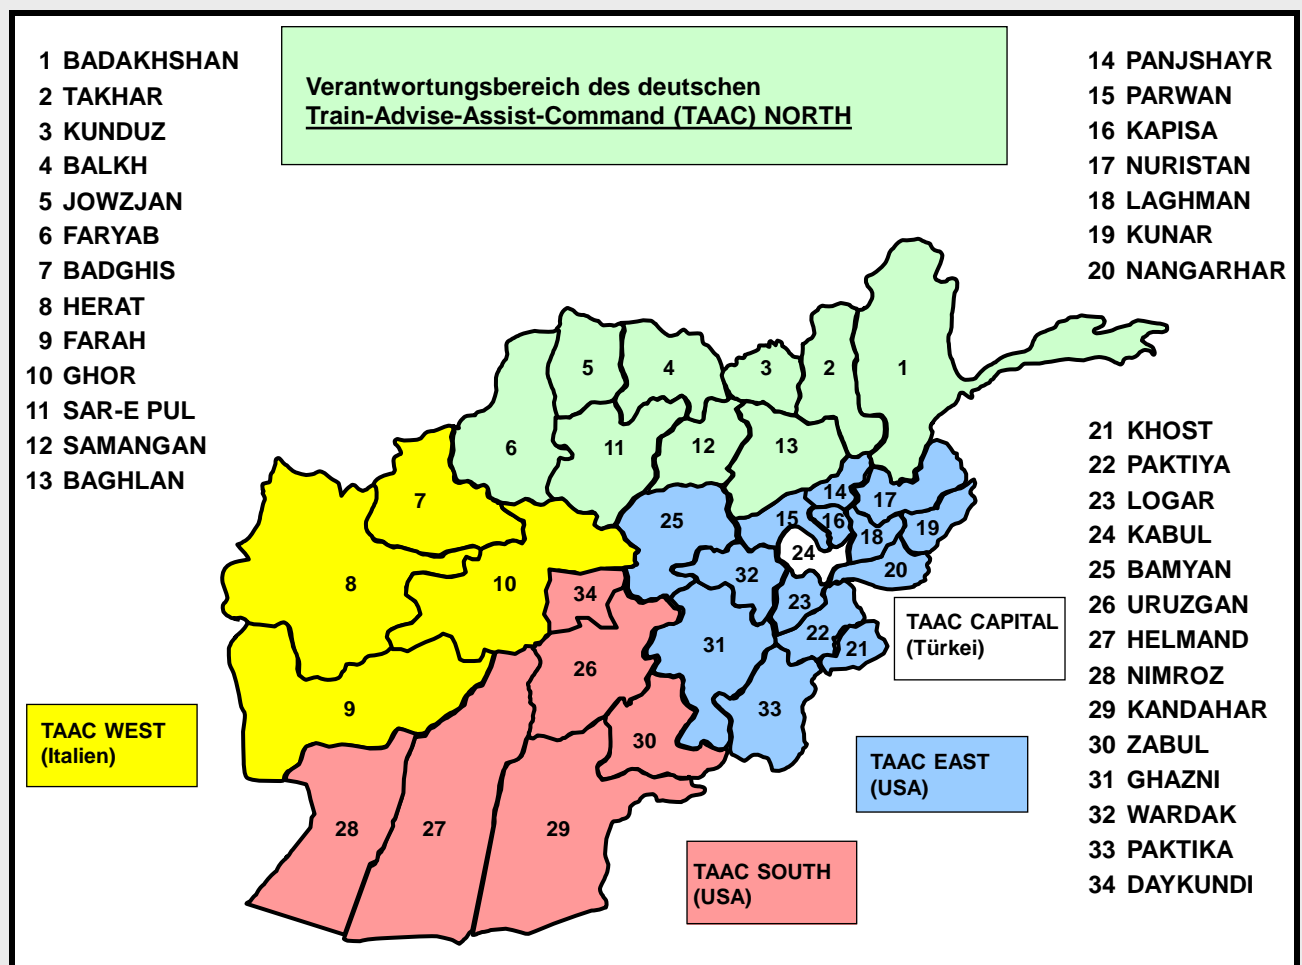 1 BADAKHSHAN
2 TAKHAR
3 KUNDUZ
4 BALKH
5 JOWZJAN
6 FARYAB
7 BADGHIS
8 HERAT
9 FARAH
10 GHOR
11 SAR-E PUL
12 SAMANGAN
13 BAGHLAN
Verantwortungsbereich des deutschen
Train-Advise-Assist-Command (TAAC) NORTH
14 PANJSHAYR
15 PARWAN
16 KAPISA
17 NURISTAN
18 LAGHMAN
19 KUNAR
20 NANGARHAR
21 KHOST
22 PAKTIYA
23 LOGAR
24 KABUL
25 BAMYAN
26 URUZGAN
27 HELMAND
28 NIMROZ
29 KANDAHAR
30 ZABUL
31 GHAZNI
32 WARDAK
33 PAKTIKA
34 DAYKUNDI
1
2
3
4
5
6
11
12
13
7
14
17
25
15
16
19
18
24
20
32
8
10
34
23
22
21
31
26
9
33
30
28
27
29
TAAC CAPITAL
(Türkei)
TAAC WEST
(Italien)
TAAC EAST
(USA)
TAAC SOUTH
(USA)